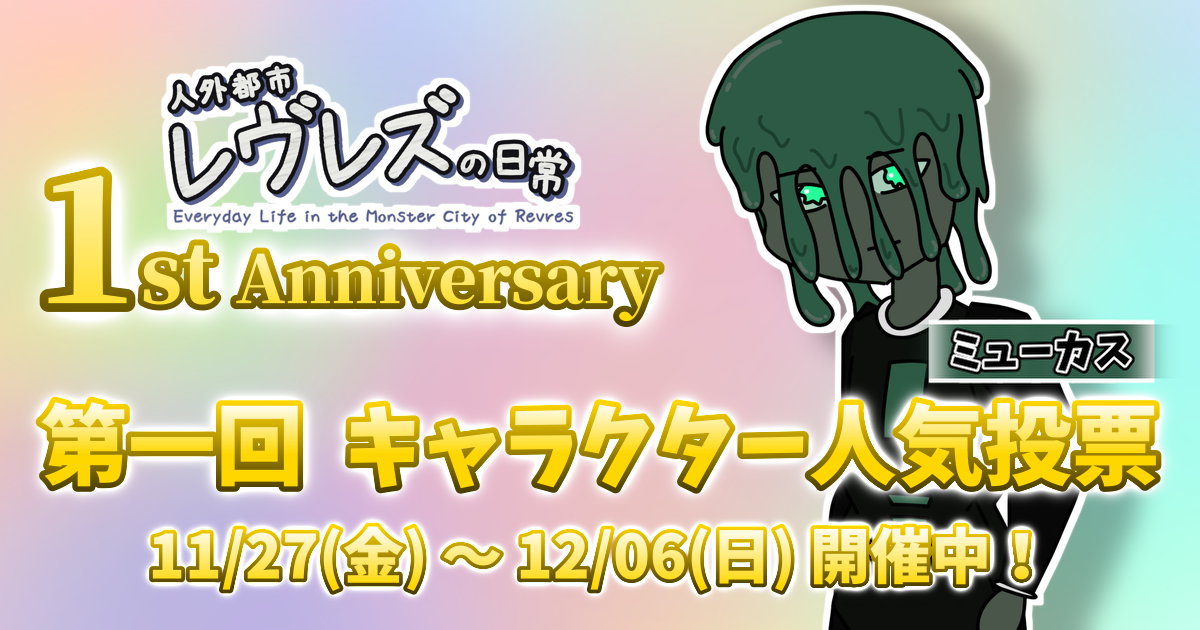 人外都市
レヴレズの日常
Everyday Life in the Monster City of Revres
1st Anniversary
ミューカス
第一回 キャラクター人気投票
11/27(金) ～ 12/06(日) 開催中！